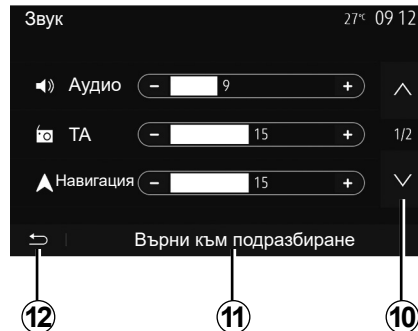 Звук 27°c 09 12
Аудио - 9 +
TA - 15 + 1/2
Навигация - 15 +
Върни към подразбиране
12 11 10